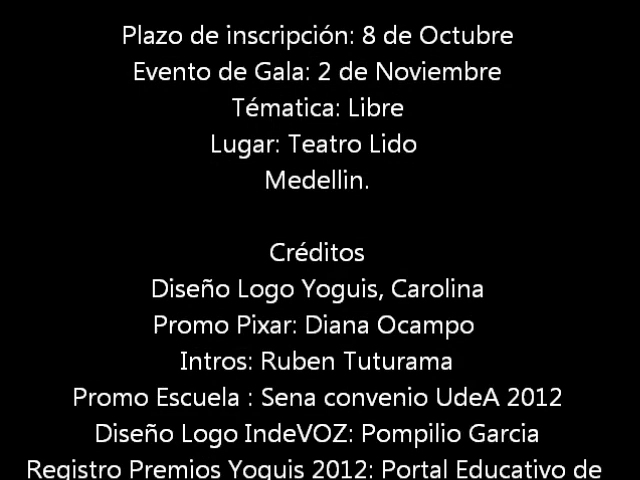 Plazo de inscripción: 8 de Octubre
Evento de Gala: 2 de Noviembre
Tématica: Libre
Lugar: Teatro Lido
Medellin.
Créditos
Diseño Logo Yoguis, Carolina
Promo Pixar: Diana Ocampo
Intros: Ruben Tuturama
Promo Escuela : Sena convenio UdeA 2012
Diseño Logo IndeVOZ: Pompilio Garcia
Registro Premios Yoguis 2012: Portal Educativo de